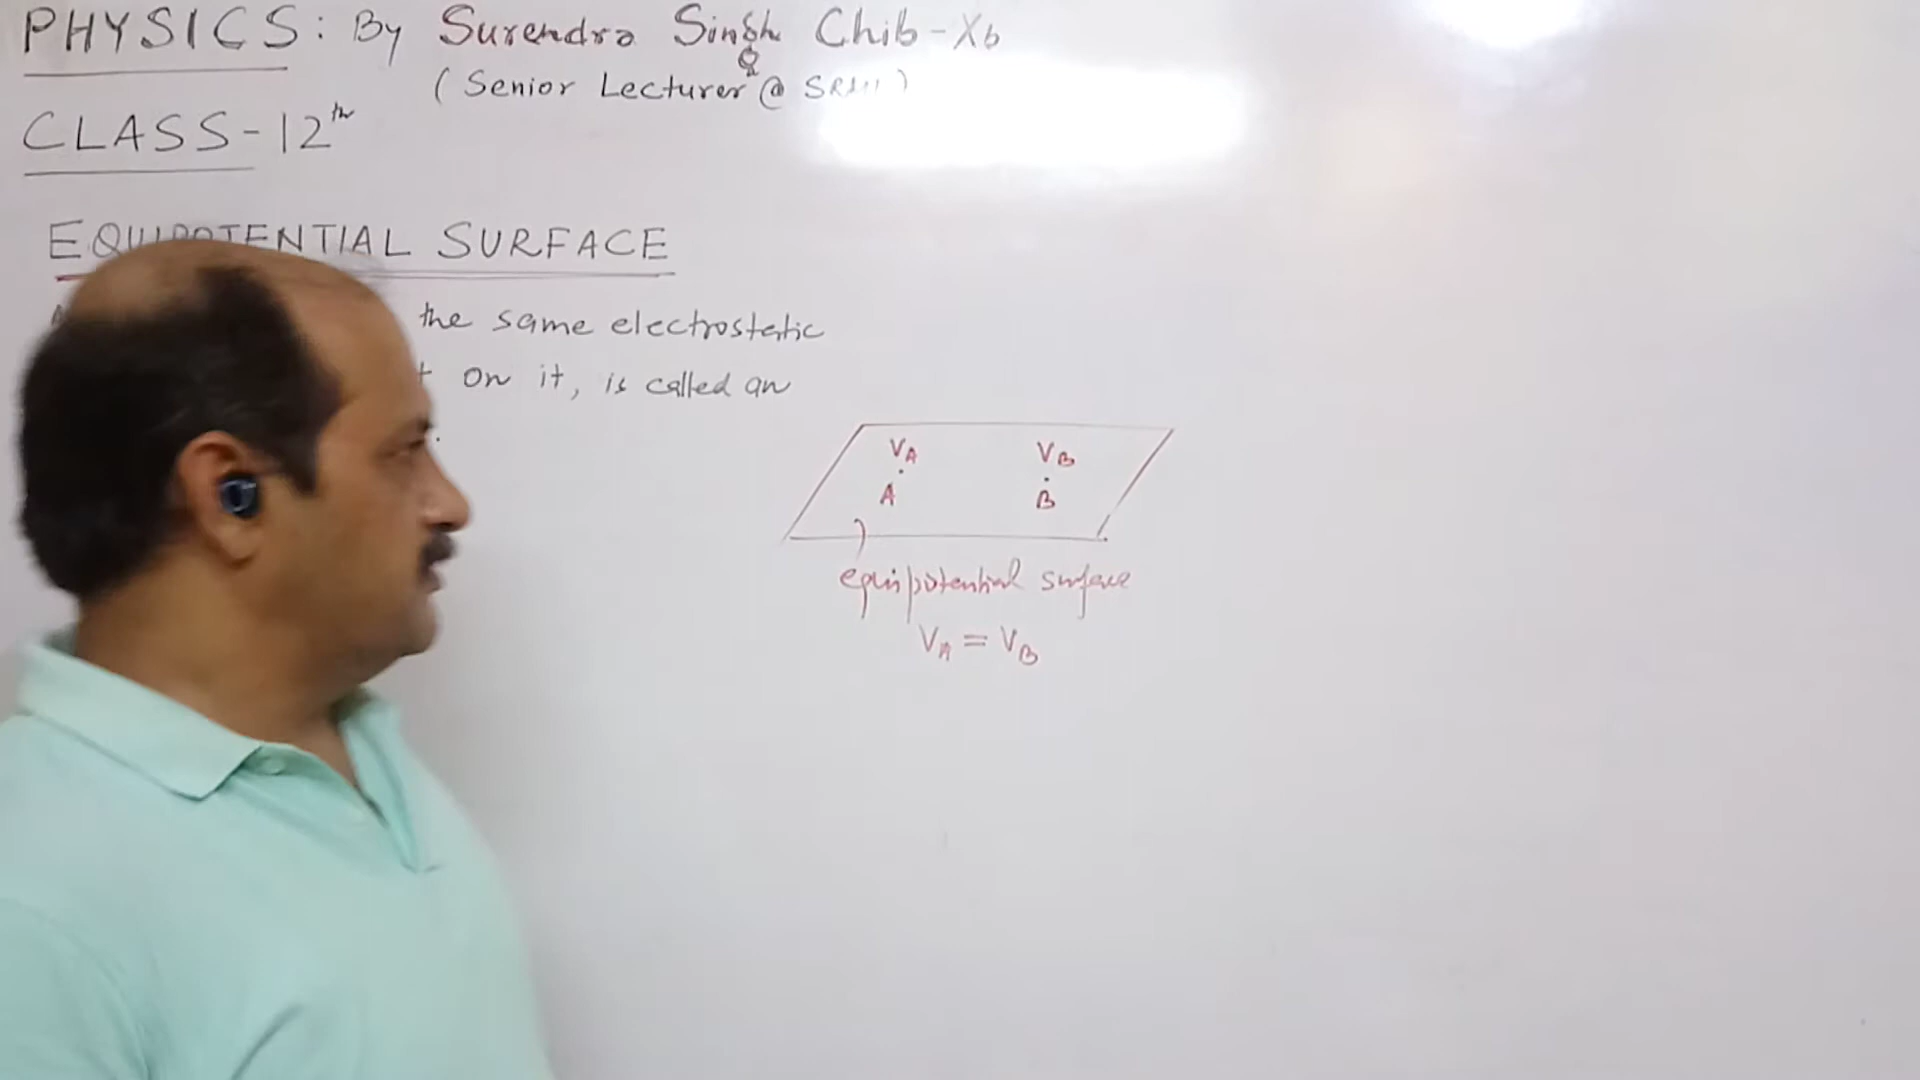 PHYSICS: By Surendra Singh Chib-Xb
(Senior Lecturer @
CLASS-12th
EQUIPOTENTIAL SURFACE
the same electrostatic
on it, is called an
VA VB
A B
equipotential surface
VA = VB